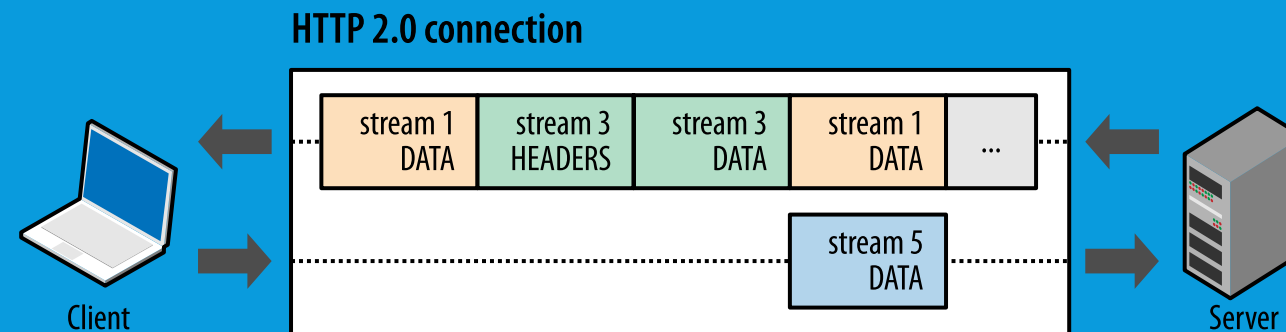 HTTP 2.0 connection
stream 1
DATA
stream 3
HEADERS
stream 3
DATA
stream 1
DATA
...
stream 5
DATA
Client
Server